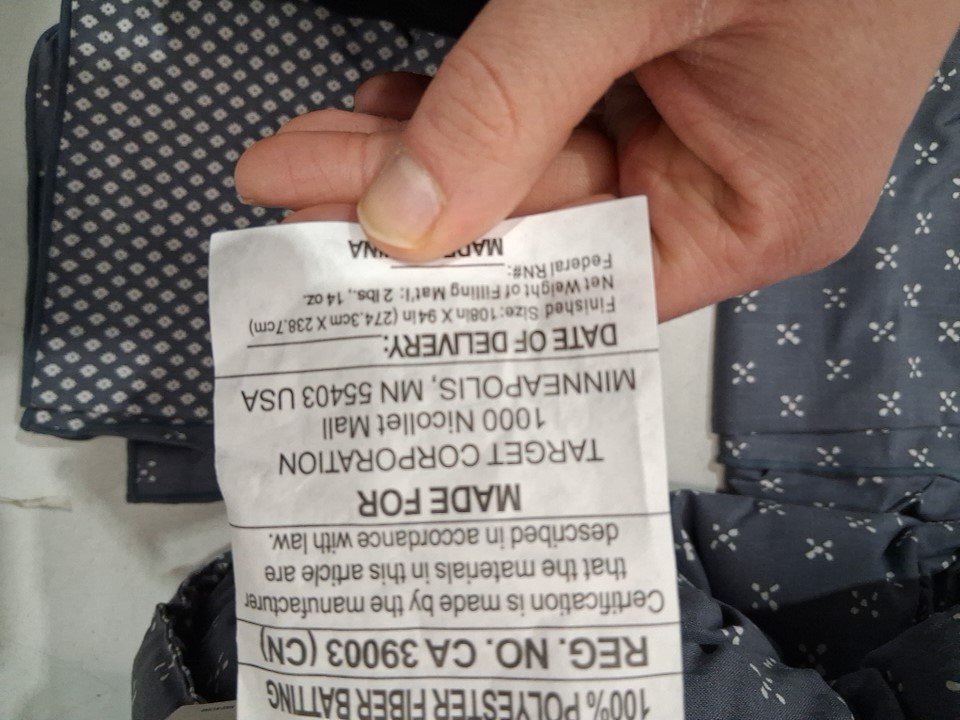 100% POLYESTER FIBER BATTING
REG. NO. CA 39003 (CN)
Certification is made by the manufacturer
that the materials in this article are
described in accordance with law.
MADE FOR
TARGET CORPORATION
1000 Nicollet Mall
MINNEAPOLIS, MN 55403 USA
DATE OF DELIVERY:
Finished Size: 108in X 94in (274.3cm X 238.7cm)
Net Weight of Filling Mat'l: 2 lbs., 14 oz.
Federal RN#:
MADE